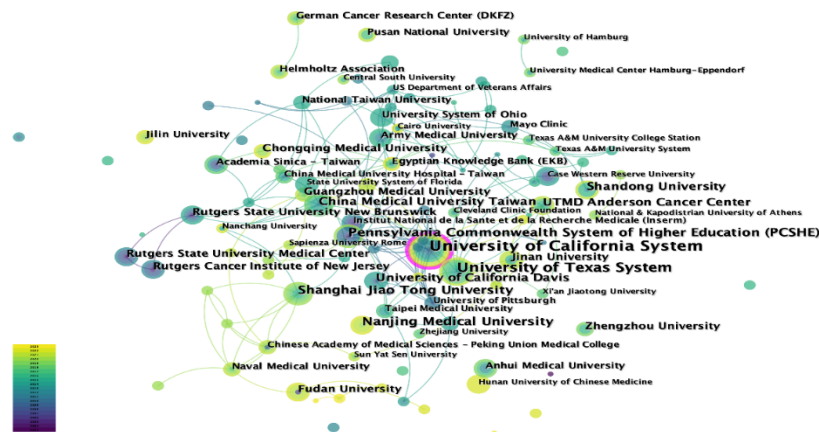 German Cancer Research Center (DKFZ)
Pusan National University
University of Hamburg
Helmholtz Association
University Medical Center Hamburg-Eppendorf
Central South University
US Department of Veterans Affairs
National Taiwan University
University System of Ohio
Mayo Clinic
Cairo University
Jilin University
Army Medical University
Texas A&M University College Station
Chongqing Medical University
Texas A&M University System
Academia Sinica - Taiwan
Egyptian Knowledge Bank (EKB)
China Medical University Hospital - Taiwan
Case Western Reserve University
State University System of Florida
Guangzhou Medical University
Shandong University
China Medical University Taiwan
UTMD Anderson Cancer Center
Rutgers State University New Brunswick
Cleveland Clinic Foundation
National & Kapodistrian University of Athens
Institut National de la Sante et de la Recherche Medicale (Inserm)
Nanchang University
Pennsylvania Commonwealth System of Higher Education (PCSHE)
Sapienza University Rome
University of California System
Rutgers State University Medical Center
Jinan University
Rutgers Cancer Institute of New Jersey
University of Texas System
University of California Davis
Shanghai Jiao Tong University
Xi'an Jiaotong University
University of Pittsburgh
Taipei Medical University
Nanjing Medical University
Zhengzhou University
Zhejiang University
Chinese Academy of Medical Sciences - Peking Union Medical College
Sun Yat Sen University
Naval Medical University
Anhui Medical University
Hunan University of Chinese Medicine
Fudan University